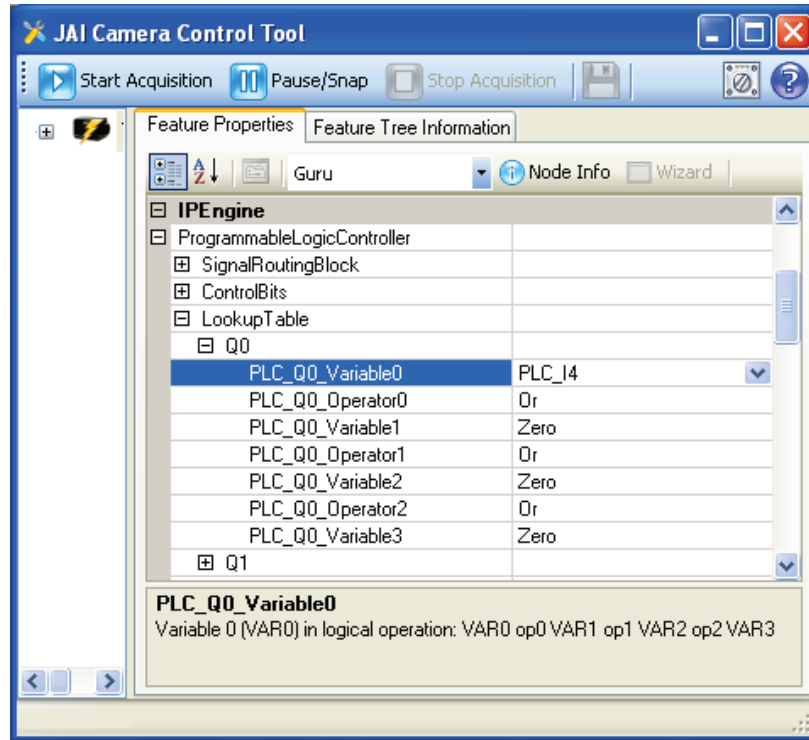 JAI Camera Control Tool
Start Acquisition Pause/Snap Stop Acquisition
Feature Properties Feature Tree Information
Guru Node Info Wizard
IPEngine
ProgrammableLogicController
SignalRoutingBlock
ControlBits
LookupTable
Q0
PLC_Q0_Variable0 PLC_I4
PLC_Q0_Operator0 Or
PLC_Q0_Variable1 Zero
PLC_Q0_Operator1 Or
PLC_Q0_Variable2 Zero
PLC_Q0_Operator2 Or
PLC_Q0_Variable3 Zero
Q1
PLC_Q0_Variable0
Variable 0 (VAR0) in logical operation: VAR0 op0 VAR1 op1 VAR2 op2 VAR3